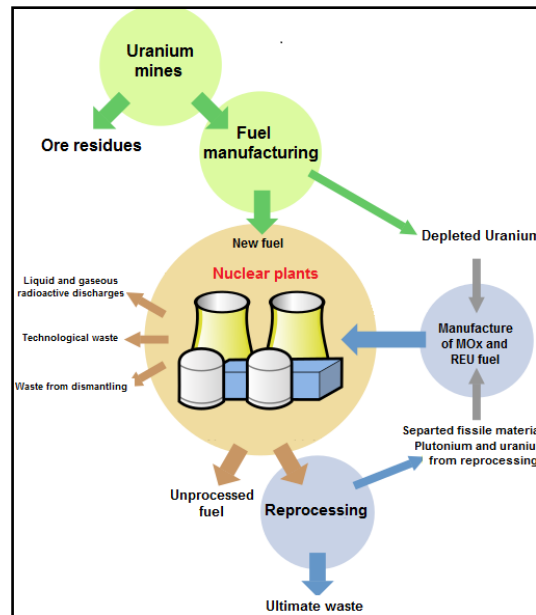 Uranium
mines
Ore residues
Fuel
manufacturing
New fuel
Nuclear plants
Depleted Uranium
Liquid and gaseous
radioactive discharges
Technological waste
Waste from dismantling
Manufacture
of MOx and
REU fuel
Separted fissile material
Plutonium and uranium
from reprocessing
Unprocessed
fuel
Reprocessing
Ultimate waste